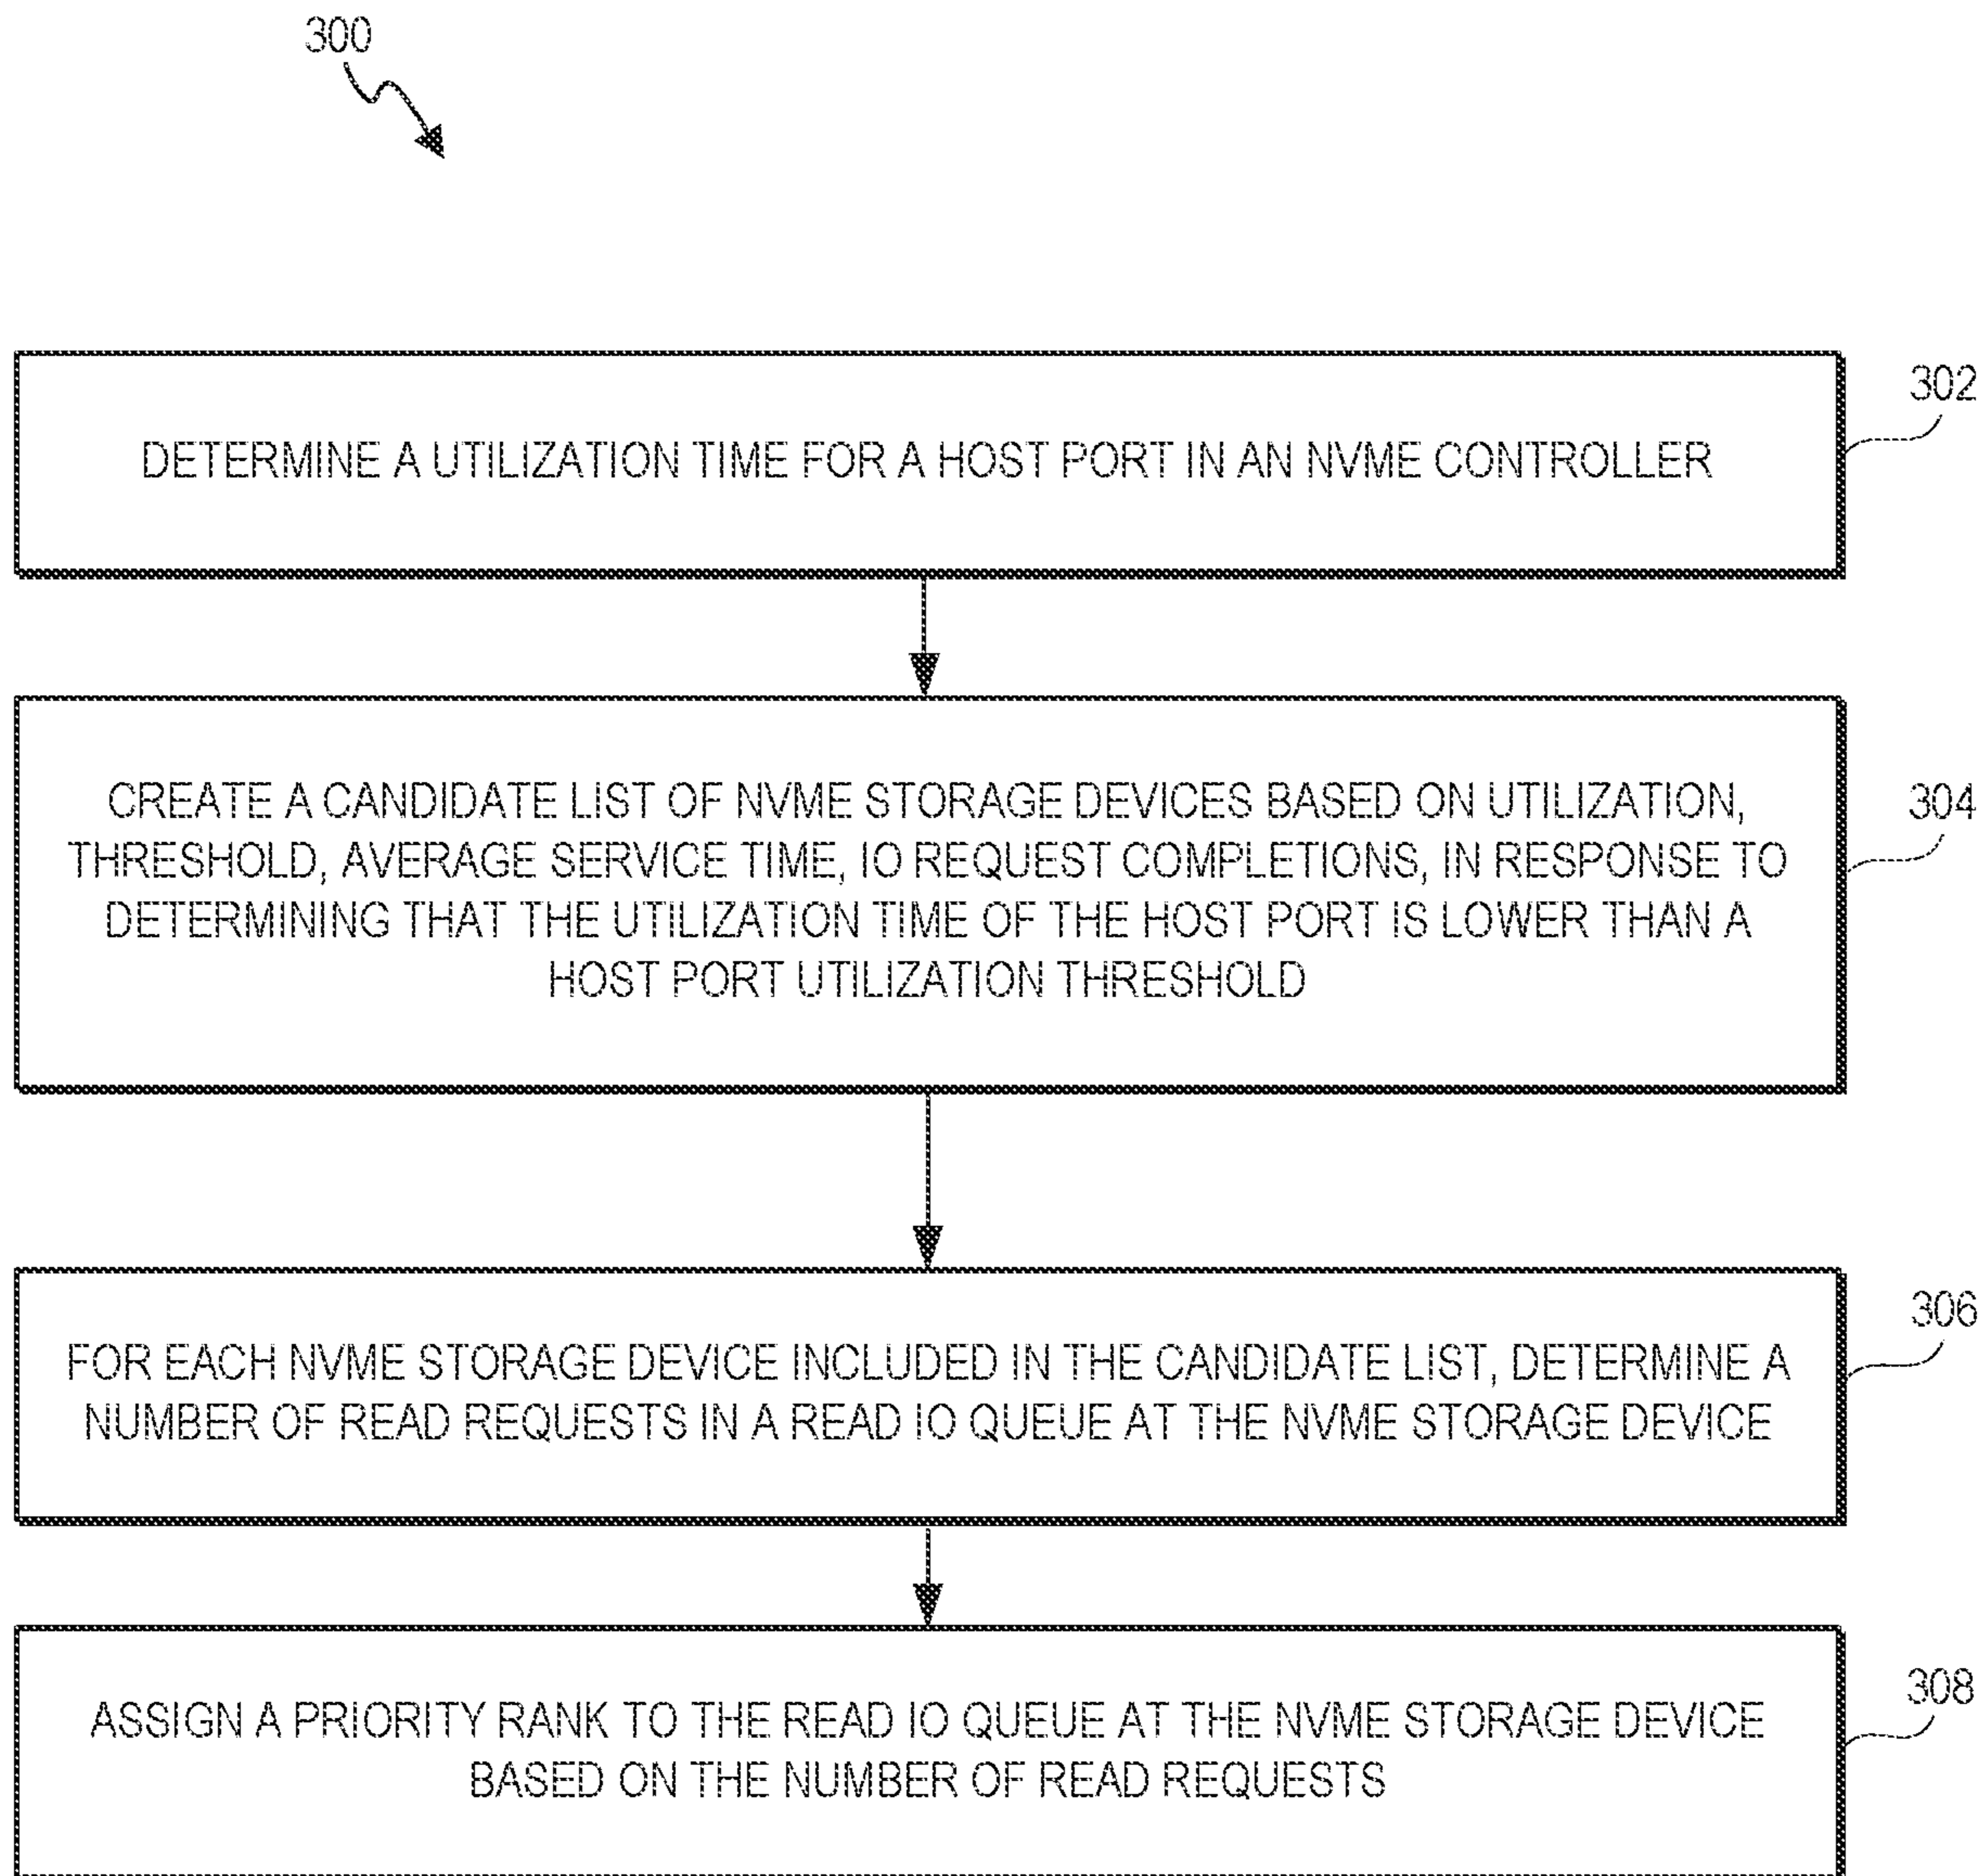 300
DETERMINE A UTILIZATION TIME FOR A HOST PORT IN AN NVME CONTROLLER
302
CREATE A CANDIDATE LIST OF NVME STORAGE DEVICES BASED ON UTILIZATION,
THRESHOLD, AVERAGE SERVICE TIME, IO REQUEST COMPLETIONS, IN RESPONSE TO
DETERMINING THAT THE UTILIZATION TIME OF THE HOST PORT IS LOWER THAN A
HOST PORT UTILIZATION THRESHOLD
304
FOR EACH NVME STORAGE DEVICE INCLUDED IN THE CANDIDATE LIST, DETERMINE A
NUMBER OF READ REQUESTS IN A READ IO QUEUE AT THE NVME STORAGE DEVICE
306
ASSIGN A PRIORITY RANK TO THE READ IO QUEUE AT THE NVME STORAGE DEVICE
BASED ON THE NUMBER OF READ REQUESTS
308